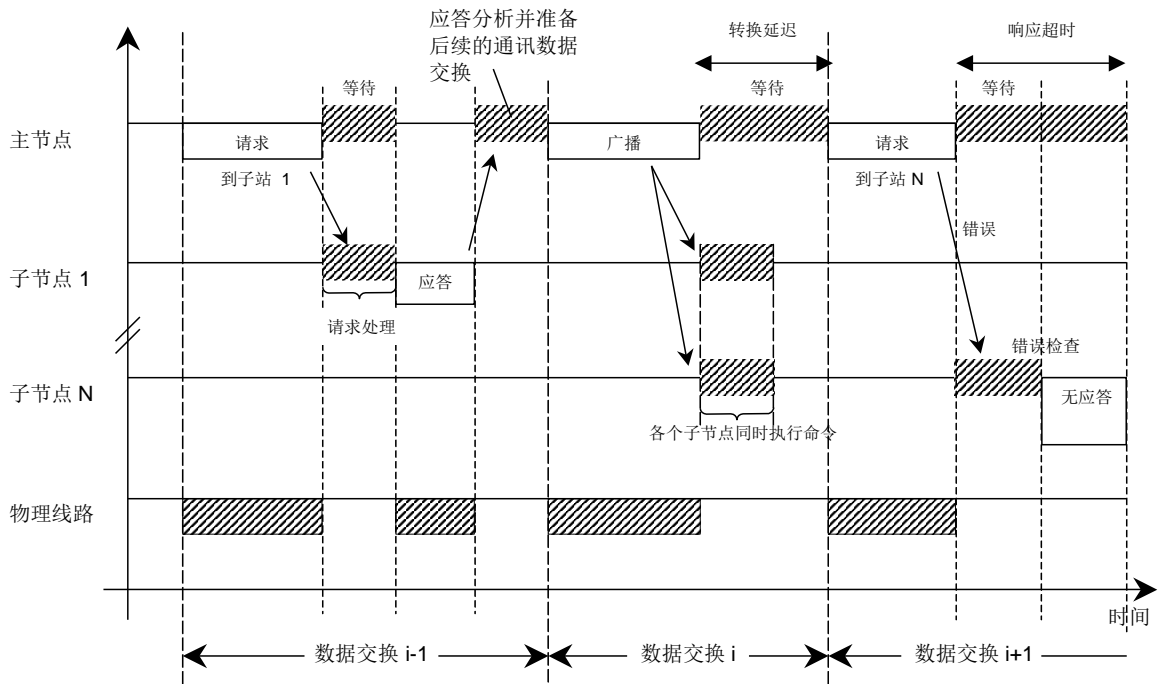 应答分析并准备
后续的通讯数据
交换
转换延迟
响应超时
等待
等待
等待
主节点
请求
广播
请求
到子站 1
到子站 N
错误
子节点 1
应答
请求处理
错误检查
子节点 N
无应答
各个子节点同时执行命令
物理线路
时间
数据交换 i-1
数据交换 i
数据交换 i+1